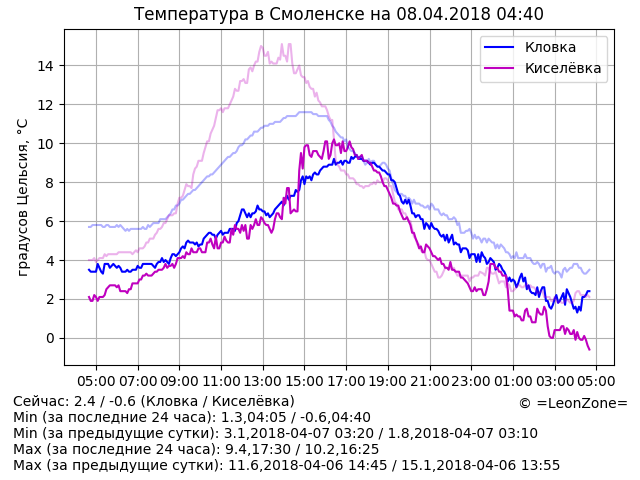 Температура в Смоленске на 08.04.2018 04:40
Кловка
Киселёвка
градусов Цельсия, °C
14
12
10
8
6
4
2
0
05:00 07:00 09:00 11:00 13:00 15:00 17:00 19:00 21:00 23:00 01:00 03:00 05:00
Сейчас: 2.4 / -0.6 (Кловка / Киселёвка)
© =LeonZone=
Min (за последние 24 часа): 1.3,04:05 / -0.6,04:40
Min (за предыдущие сутки): 3.1,2018-04-07 03:20 / 1.8,2018-04-07 03:10
Max (за последние 24 часа): 9.4,17:30 / 10.2,16:25
Max (за предыдущие сутки): 11.6,2018-04-06 14:45 / 15.1,2018-04-06 13:55